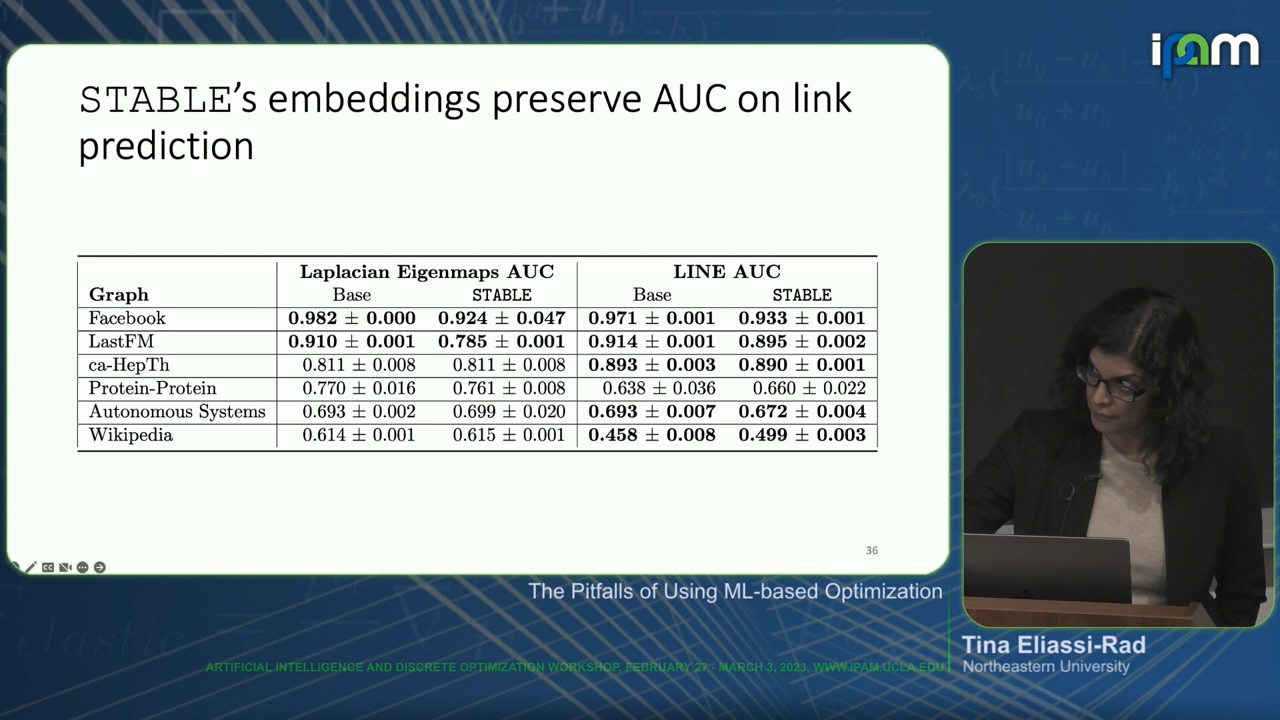 ipam
STABLE's embeddings preserve AUC on link
prediction
Laplacian Eigenmaps AUC LINE AUC
Graph Base STABLE Base STABLE
Facebook 0.982 ± 0.000 0.924 ± 0.047 0.971 ± 0.001 0.933 ± 0.001
LastFM 0.910 ± 0.001 0.785 ± 0.001 0.914 ± 0.001 0.895 ± 0.002
ca-HepTh 0.811 ± 0.008 0.811 ± 0.008 0.893 ± 0.003 0.890 ± 0.001
Protein-Protein 0.770 ± 0.016 0.761 ± 0.008 0.638 ± 0.036 0.660 ± 0.022
Autonomous Systems 0.693 ± 0.002 0.699 ± 0.020 0.693 ± 0.007 0.672 ± 0.004
Wikipedia 0.614 ± 0.001 0.615 ± 0.001 0.458 ± 0.008 0.499 ± 0.003
36
The Pitfalls of Using ML-based Optimization
Tina Eliassi-Rad
Northeastern University
ARTIFICIAL INTELLIGENCE AND DISCRETE OPTIMIZATION WORKSHOP, FEBRUARY 27 - MARCH 3, 2023, WWW.IPAM.UCLA.EDU
elastic